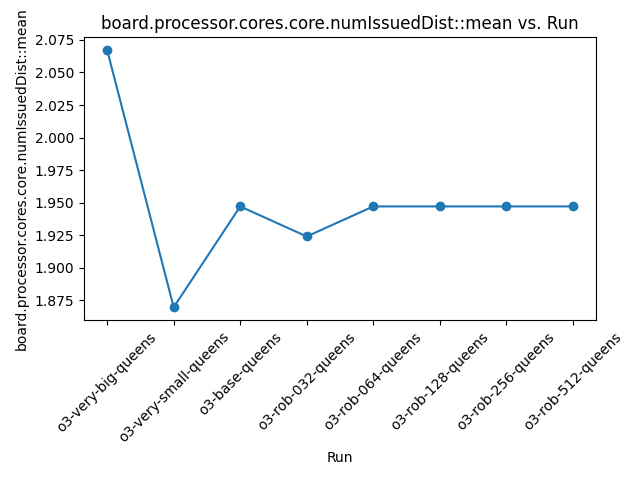 board.processor.cores.core.numIssuedDist::mean vs. Run
board.processor.cores.core.numIssuedDist::mean
2.075
2.050
2.025
2.000
1.975
1.950
1.925
1.900
1.875
o3-very-big-queens
o3-very-small-queens
o3-base-queens
o3-rob-032-queens
o3-rob-064-queens
o3-rob-128-queens
o3-rob-256-queens
o3-rob-512-queens
Run